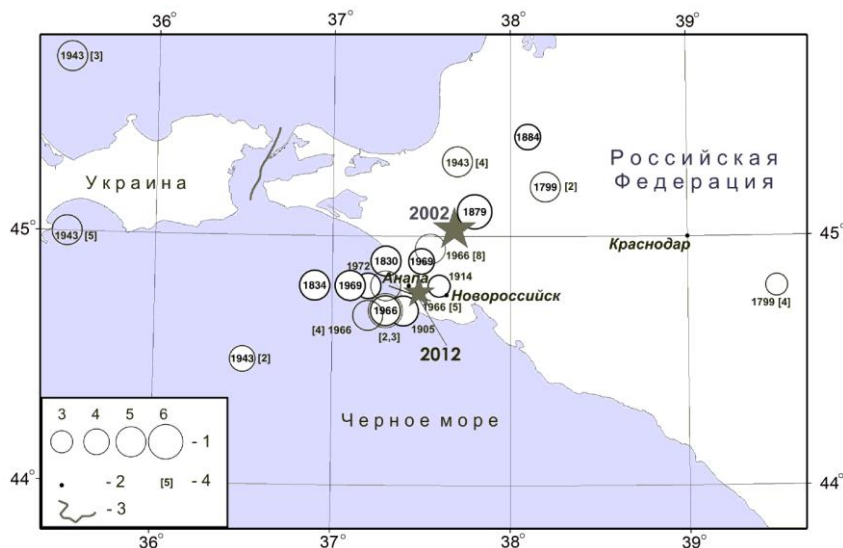 36° 37° 38° 39°
1943 [3]
1884
1943 [4]
Российская
Федерация
Украина
1799 [2]
2002 1879
45° 45°
1943 [5]
1966 [8]
Краснодар
1830 1969
1972 Анапа 1914
1834 1969
1799 [4]
Новороссийск
1966 [5]
1966
[4] 1966 [2,3] 1905
1943 [2]
2012
Черное море
3 4 5 6
- 1
- 2 [5] - 4
- 3
44° 44°
36° 37° 38° 39°